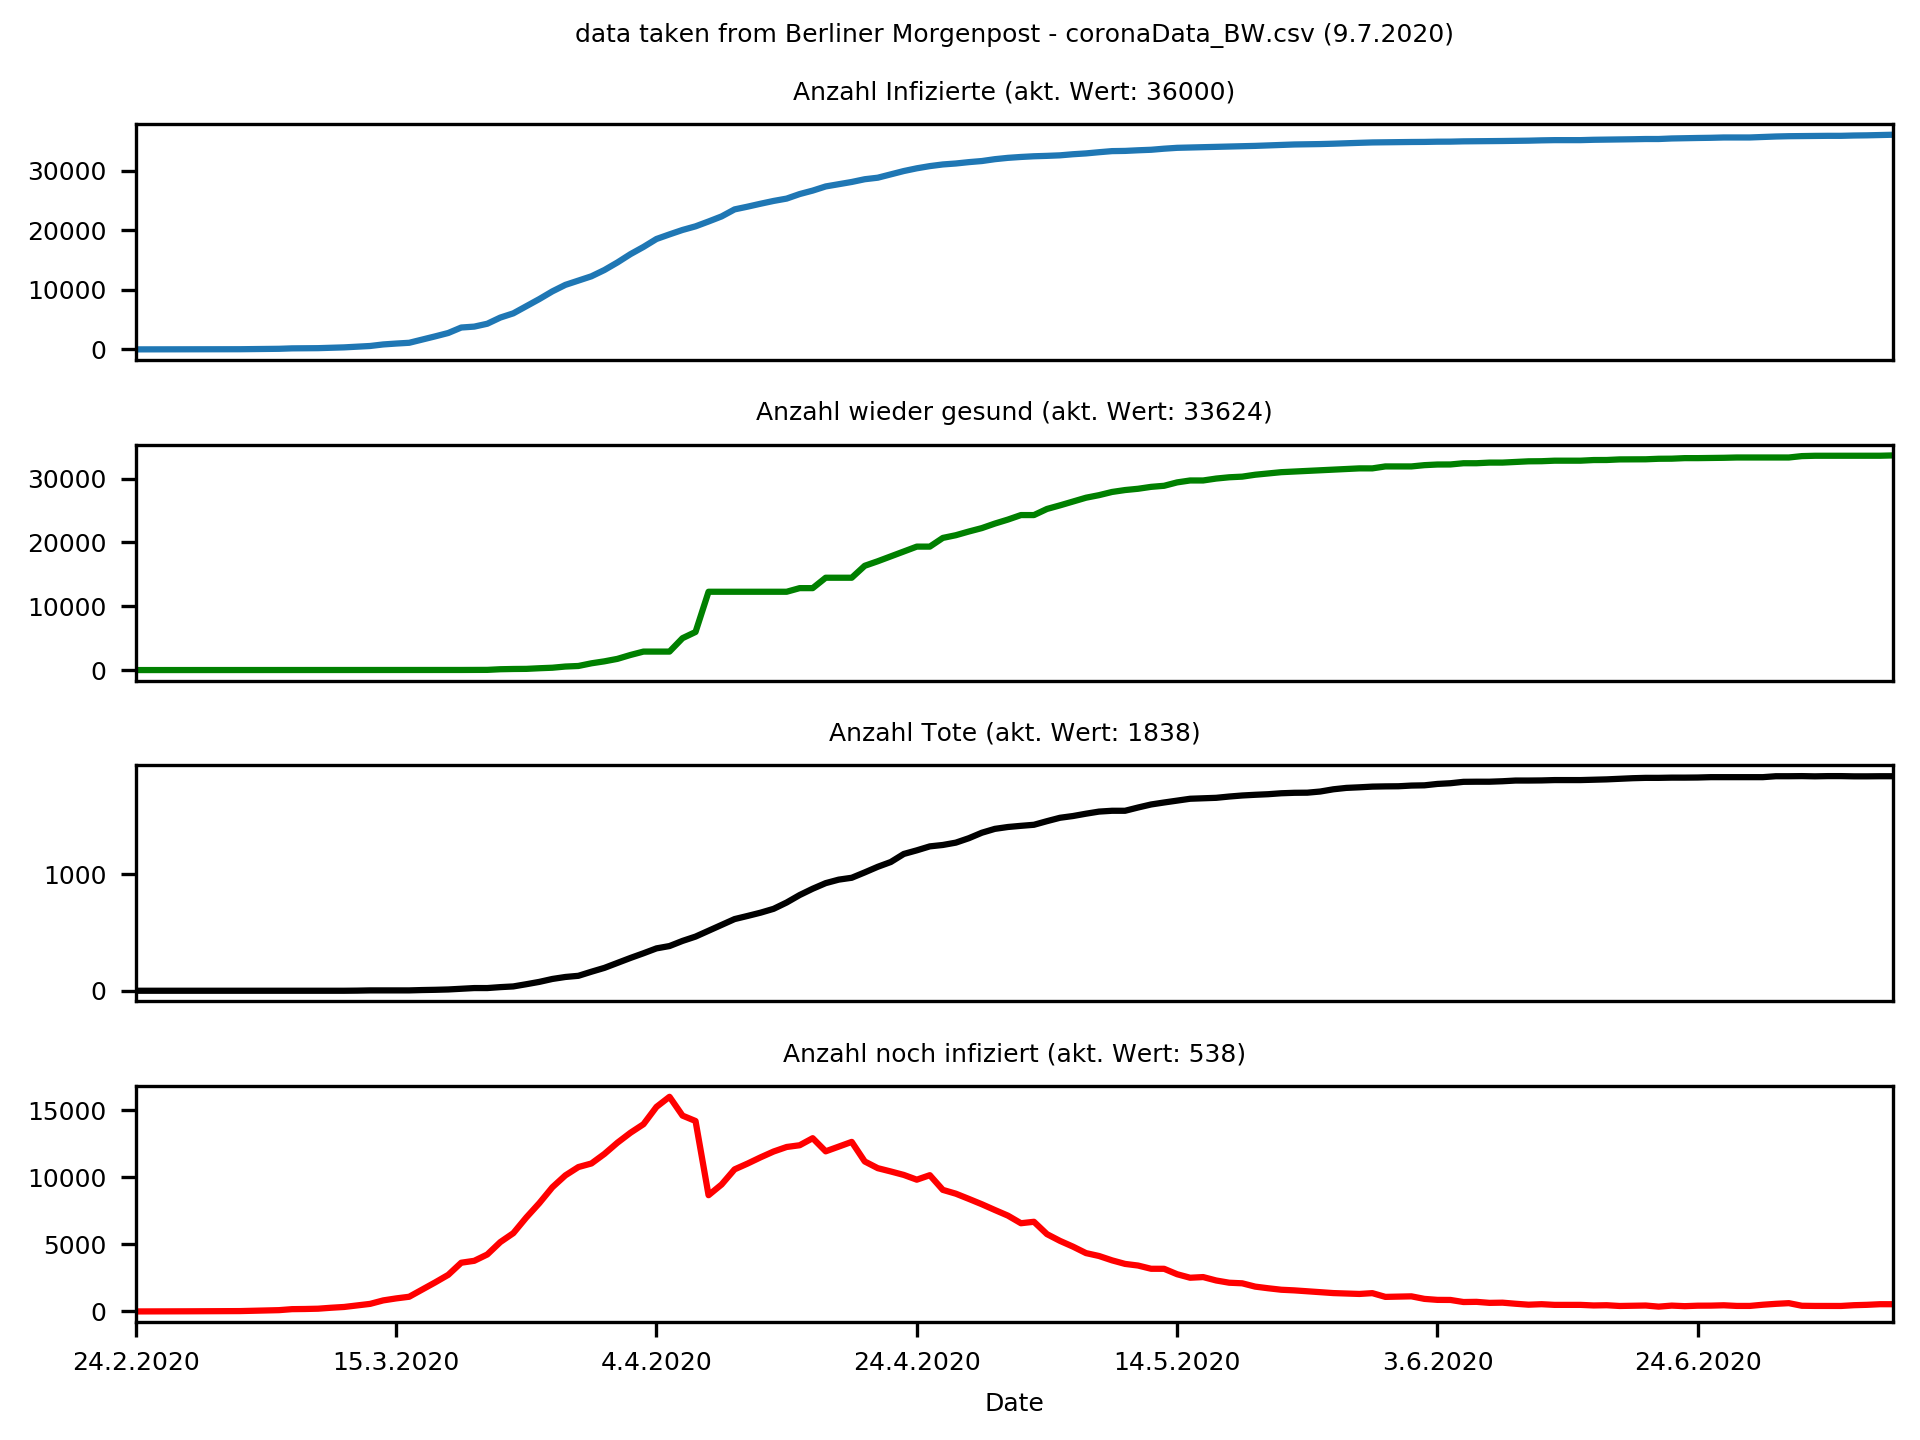 data taken from Berliner Morgenpost - coronaData_BW.csv (9.7.2020)
Anzahl Infizierte (akt. Wert: 36000)
30000
20000
10000
0
Anzahl wieder gesund (akt. Wert: 33624)
30000
20000
10000
0
Anzahl Tote (akt. Wert: 1838)
1000
0
Anzahl noch infiziert (akt. Wert: 538)
15000
10000
5000
0
24.2.2020 15.3.2020 4.4.2020 24.4.2020 14.5.2020 3.6.2020 24.6.2020
Date